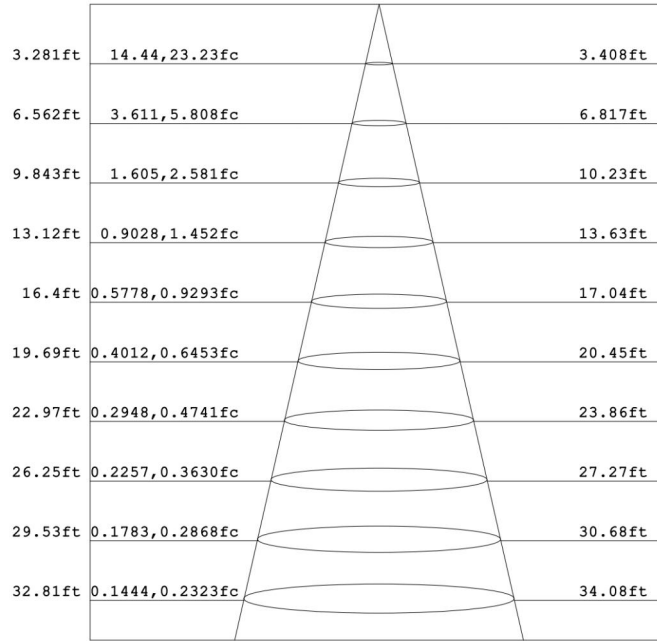 3.281ft 14.44,23.23fc 3.408ft
6.562ft 3.611,5.808fc 6.817ft
9.843ft 1.605,2.581fc 10.23ft
13.12ft 0.9028,1.452fc 13.63ft
16.4ft 0.5778,0.9293fc 17.04ft
19.69ft 0.4012,0.6453fc 20.45ft
22.97ft 0.2948,0.4741fc 23.86ft
26.25ft 0.2257,0.3630fc 27.27ft
29.53ft 0.1783,0.2868fc 30.68ft
32.81ft 0.1444,0.2323fc 34.08ft